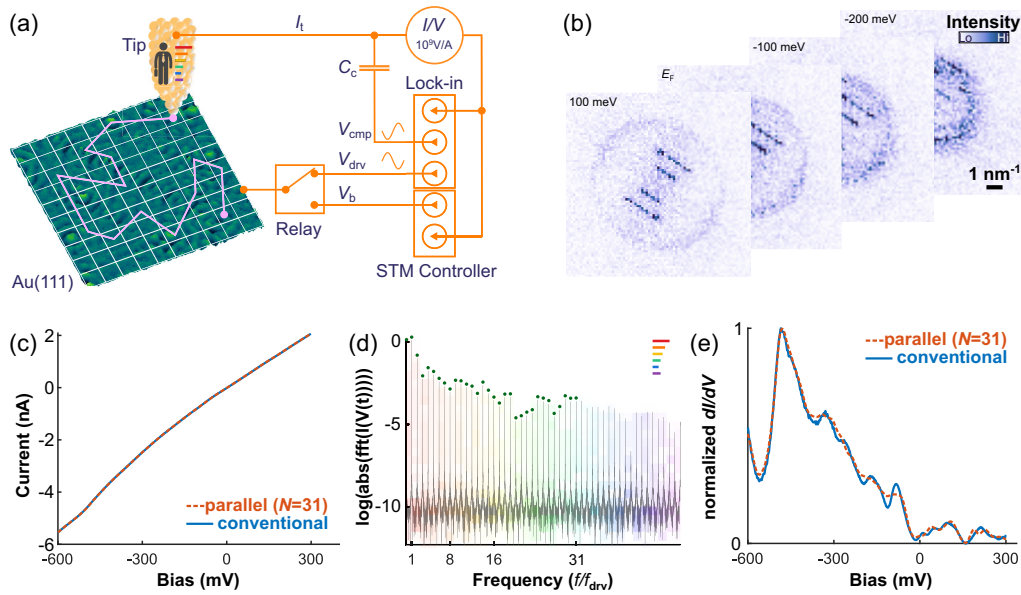 (a)
I_t
I/V
10⁹V/A
Tip
C_c
Lock-in
V_cmp
V_drv
V_b
Relay
STM Controller
Au(111)
(b)
-200 meV
Intensity
Lo Hi
-100 meV
E_F
100 meV
1 nm⁻¹
(c)
2
0
-2
-4
-6
Current (nA)
parallel (N=31)
conventional
-600 -300 0 300
Bias (mV)
(d)
0
-5
-10
log(abs(fft((V(t)))))
1 8 16 31
Frequency (f/f_drv)
(e)
1
0
normalized dI/dV
parallel (N=31)
conventional
-600 -300 0 300
Bias (mV)